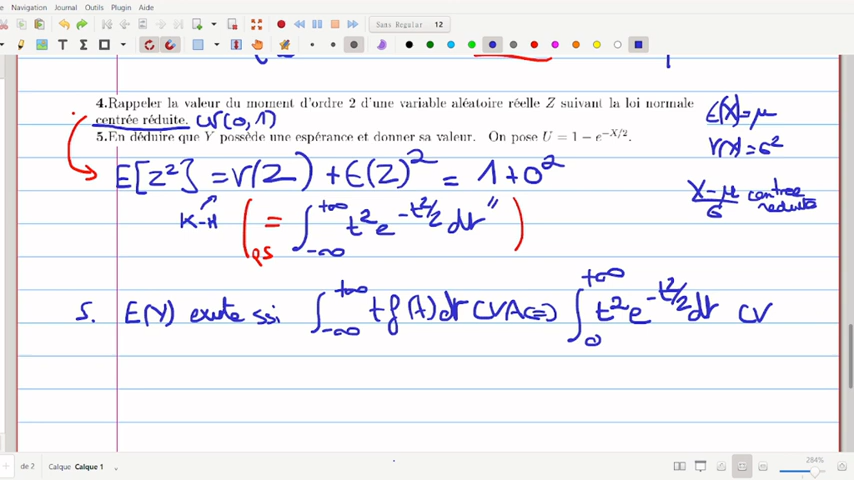 Navigation Journal Outils Plugin Aide
Sans Regular 12
4.Rappeler la valeur du moment d'ordre 2 d'une variable aléatoire réelle Z suivant la loi normale
centrée réduite. N(0,1)
5.En déduire que Y possède une espérance et donner sa valeur. On pose U = 1 − e^{−X/2}.
E(X)=μ
V(X)=σ²
X−μ/σ centrée réduite
E[Z²] = V(Z) + E(Z)² = 1 + 0²
K-H
( = ∫_{-∞}^{+∞} t² e^{-t²/2} dt " )
ps
5. E(Y) existe ssi ∫_{-∞}^{+∞} t f(t) dt CVA ⇔ ∫_0^{+∞} t² e^{-t²/2} dt CV
de 2 Calque Calque 1 284%